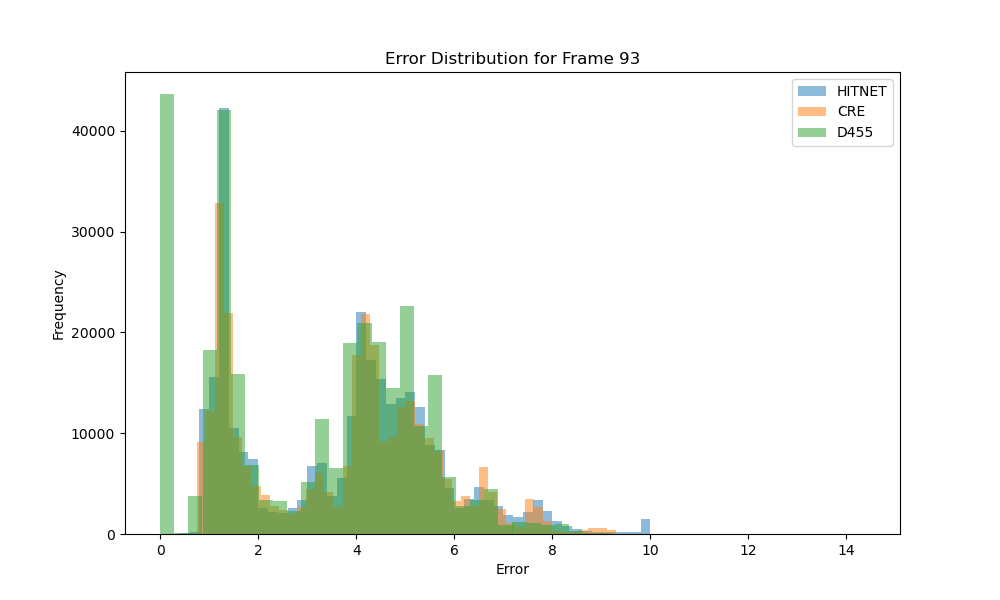 Error Distribution for Frame 93
HITNET
CRE
D455
40000
30000
20000
10000
0
Frequency
0 2 4 6 8 10 12 14
Error